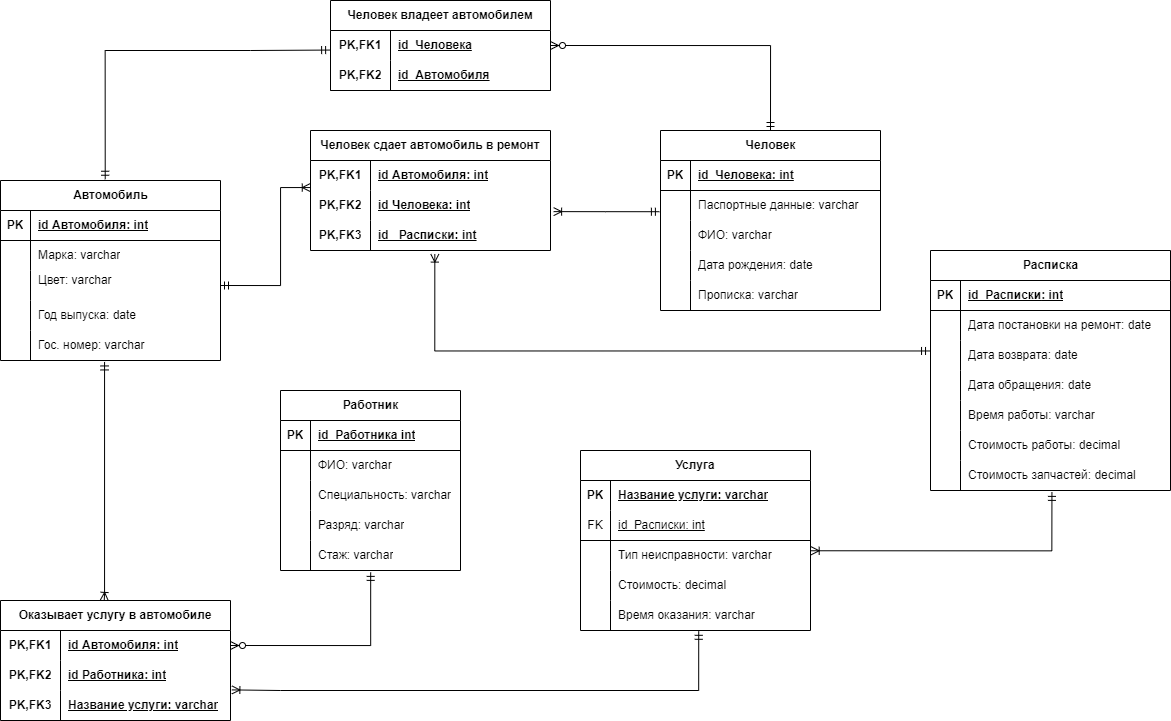 Человек владеет автомобилем
PK,FK1 id_Человека
PK,FK2 id_Автомобиля
Человек сдает автомобиль в ремонт
PK,FK1 id Автомобиля: int
PK,FK2 id Человека: int
PK,FK3 id_ Расписки: int
Человек
PK id_Человека: int
Паспортные данные: varchar
ФИО: varchar
Дата рождения: date
Прописка: varchar
Автомобиль
PK id Автомобиля: int
Марка: varchar
Цвет: varchar
Год выпуска: date
Гос. номер: varchar
Расписка
PK id_Расписки: int
Дата постановки на ремонт: date
Дата возврата: date
Дата обращения: date
Время работы: varchar
Стоимость работы: decimal
Стоимость запчастей: decimal
Работник
PK id_Работника int
ФИО: varchar
Специальность: varchar
Разряд: varchar
Стаж: varchar
Услуга
PK Название услуги: varchar
FK id_Расписки: int
Тип неисправности: varchar
Стоимость: decimal
Время оказания: varchar
Оказывает услугу в автомобиле
PK,FK1 id Автомобиля: int
PK,FK2 id Работника: int
PK,FK3 Название услуги: varchar